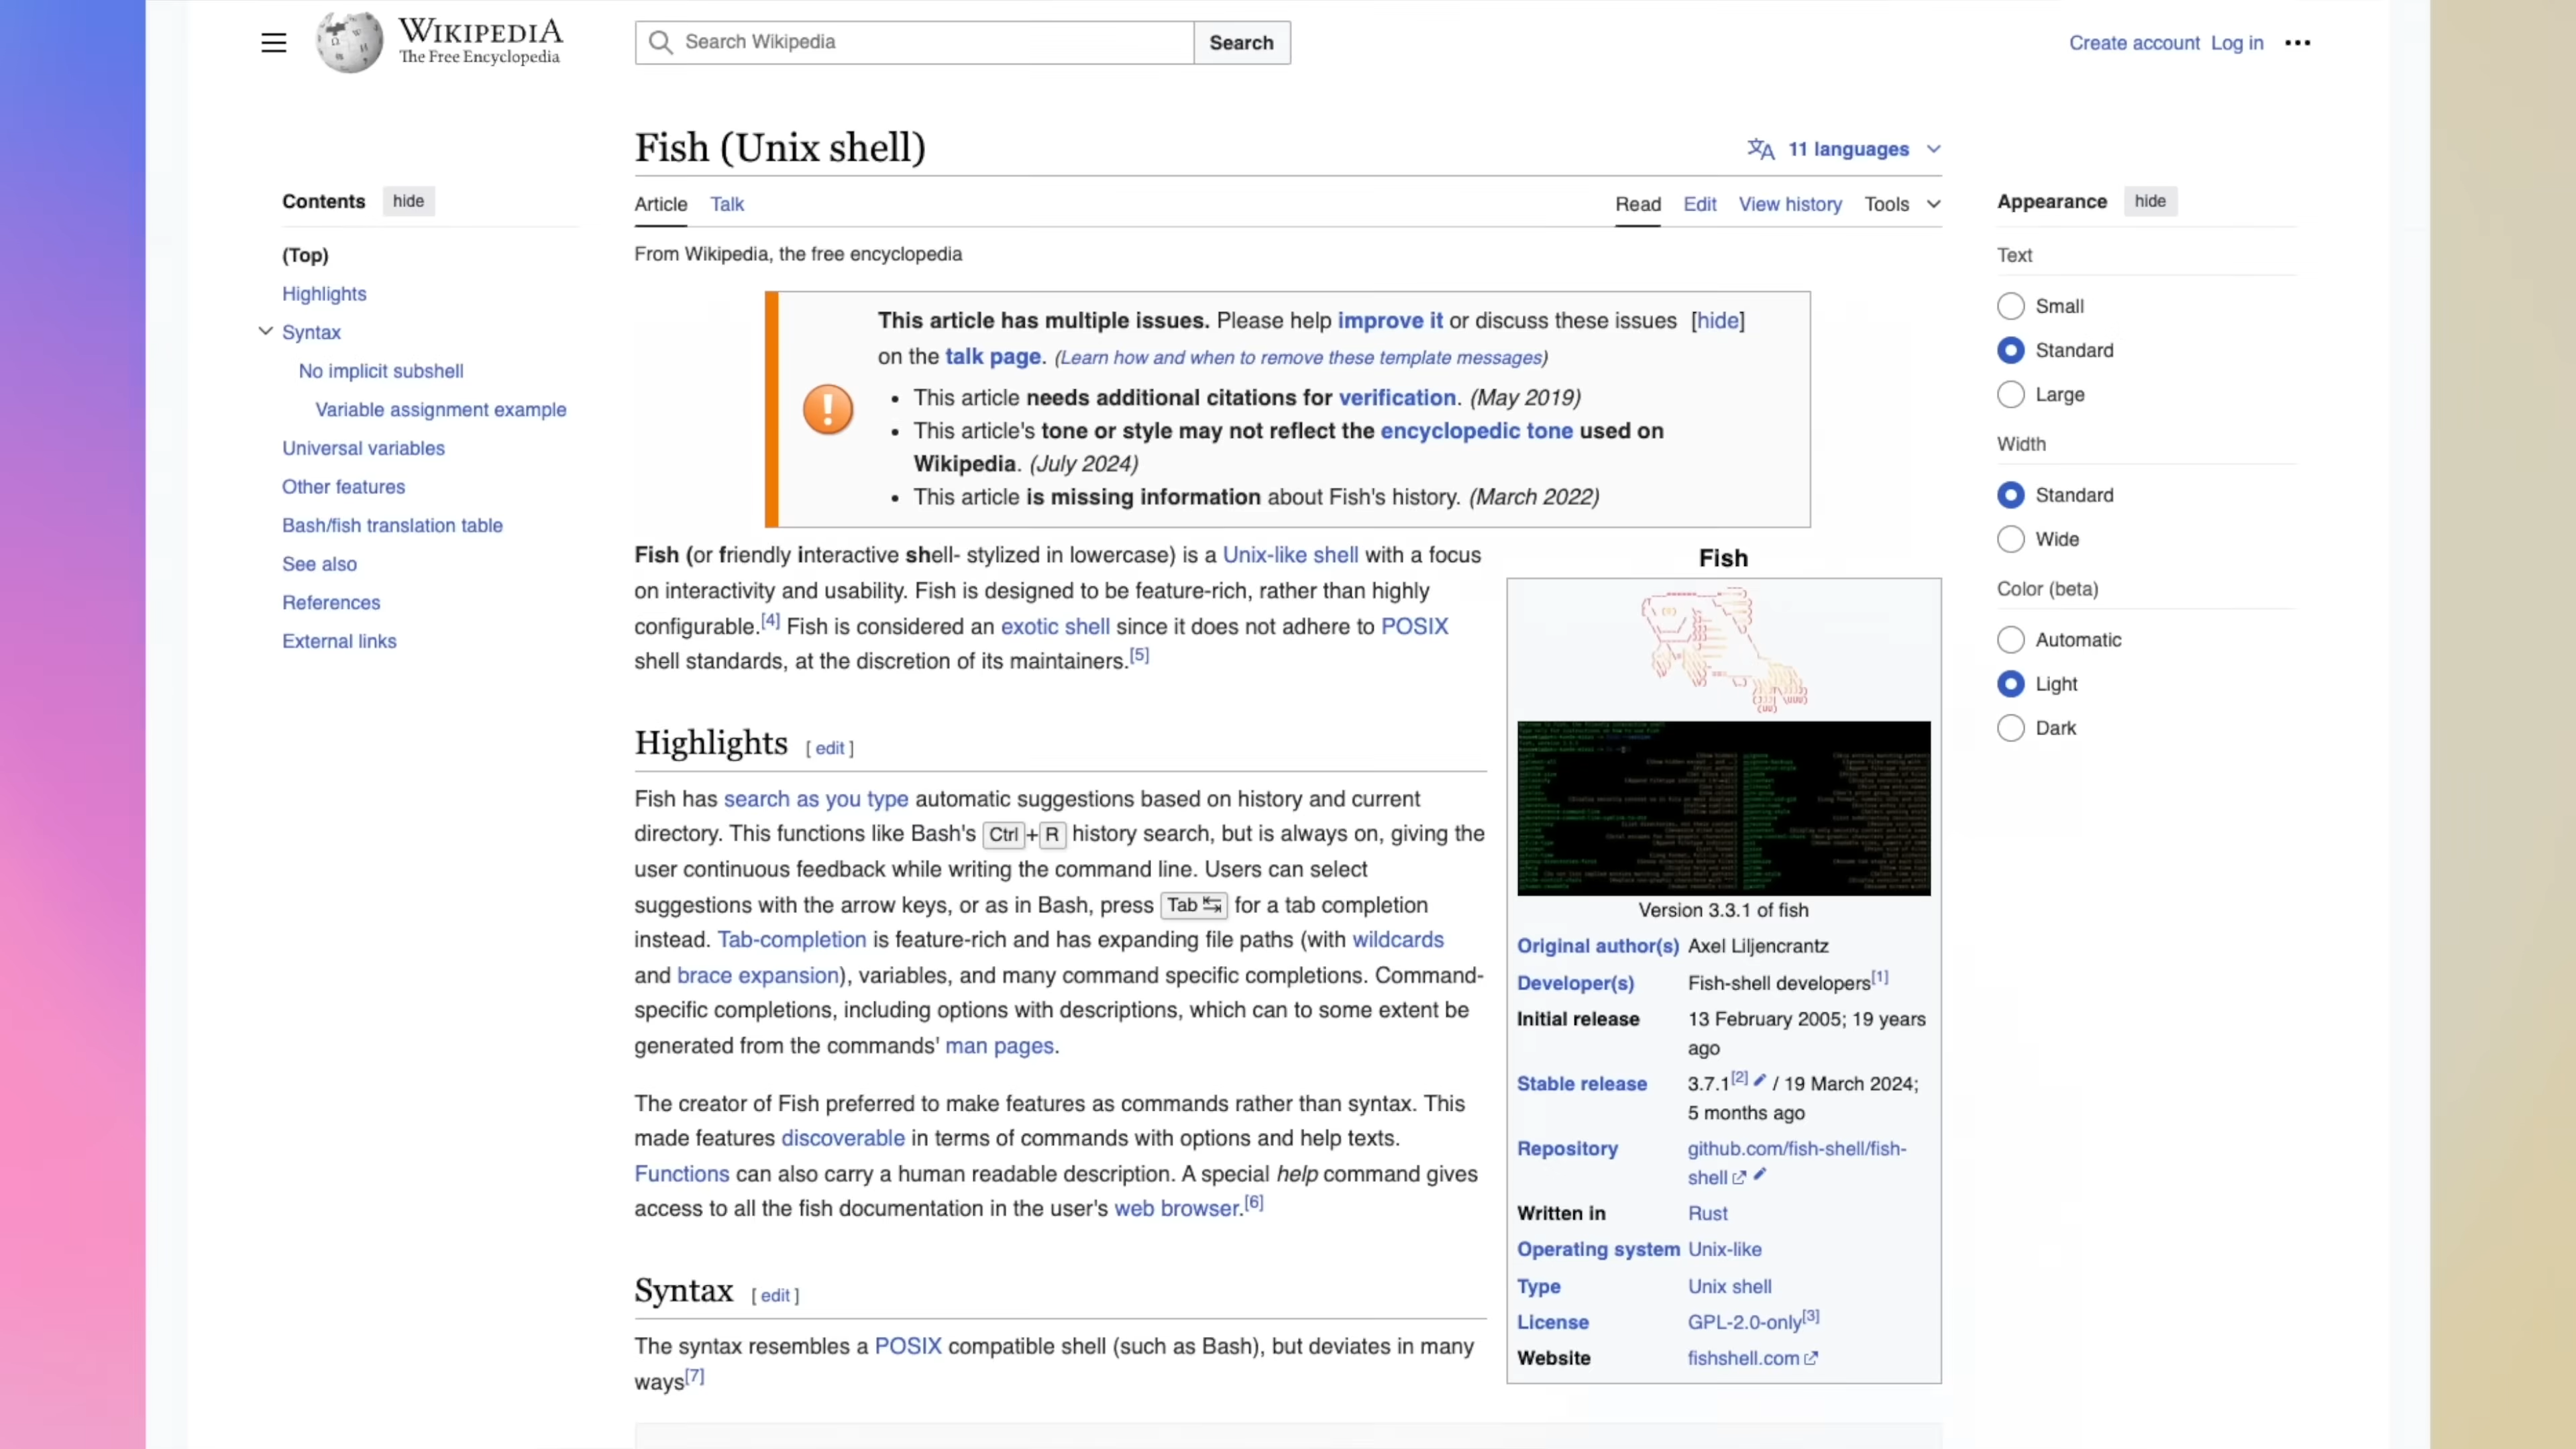 WIKIPEDIA
The Free Encyclopedia
Search Wikipedia
Search
Create account Log in
Contents hide
(Top)
Highlights
Syntax
No implicit subshell
Variable assignment example
Universal variables
Other features
Bash/fish translation table
See also
References
External links
Fish (Unix shell)
11 languages
Article Talk
Read Edit View history Tools
From Wikipedia, the free encyclopedia
This article has multiple issues. Please help improve it or discuss these issues [hide]
on the talk page. (Learn how and when to remove these template messages)
• This article needs additional citations for verification. (May 2019)
• This article's tone or style may not reflect the encyclopedic tone used on
Wikipedia. (July 2024)
• This article is missing information about Fish's history. (March 2022)
Fish (or friendly interactive shell- stylized in lowercase) is a Unix-like shell with a focus
on interactivity and usability. Fish is designed to be feature-rich, rather than highly
configurable.[4] Fish is considered an exotic shell since it does not adhere to POSIX
shell standards, at the discretion of its maintainers.[5]
Highlights [ edit ]
Fish has search as you type automatic suggestions based on history and current
directory. This functions like Bash's Ctrl+R history search, but is always on, giving the
user continuous feedback while writing the command line. Users can select
suggestions with the arrow keys, or as in Bash, press Tab ↹ for a tab completion
instead. Tab-completion is feature-rich and has expanding file paths (with wildcards
and brace expansion), variables, and many command specific completions. Command-
specific completions, including options with descriptions, which can to some extent be
generated from the commands' man pages.
The creator of Fish preferred to make features as commands rather than syntax. This
made features discoverable in terms of commands with options and help texts.
Functions can also carry a human readable description. A special help command gives
access to all the fish documentation in the user's web browser.[6]
Syntax [ edit ]
The syntax resembles a POSIX compatible shell (such as Bash), but deviates in many
ways[7]
Fish
Version 3.3.1 of fish
Original author(s) Axel Liljencrantz
Developer(s) Fish-shell developers[1]
Initial release 13 February 2005; 19 years
ago
Stable release 3.7.1[2] / 19 March 2024;
5 months ago
Repository github.com/fish-shell/fish-
shell
Written in Rust
Operating system Unix-like
Type Unix shell
License GPL-2.0-only[3]
Website fishshell.com
Appearance hide
Text
Small
Standard
Large
Width
Standard
Wide
Color (beta)
Automatic
Light
Dark